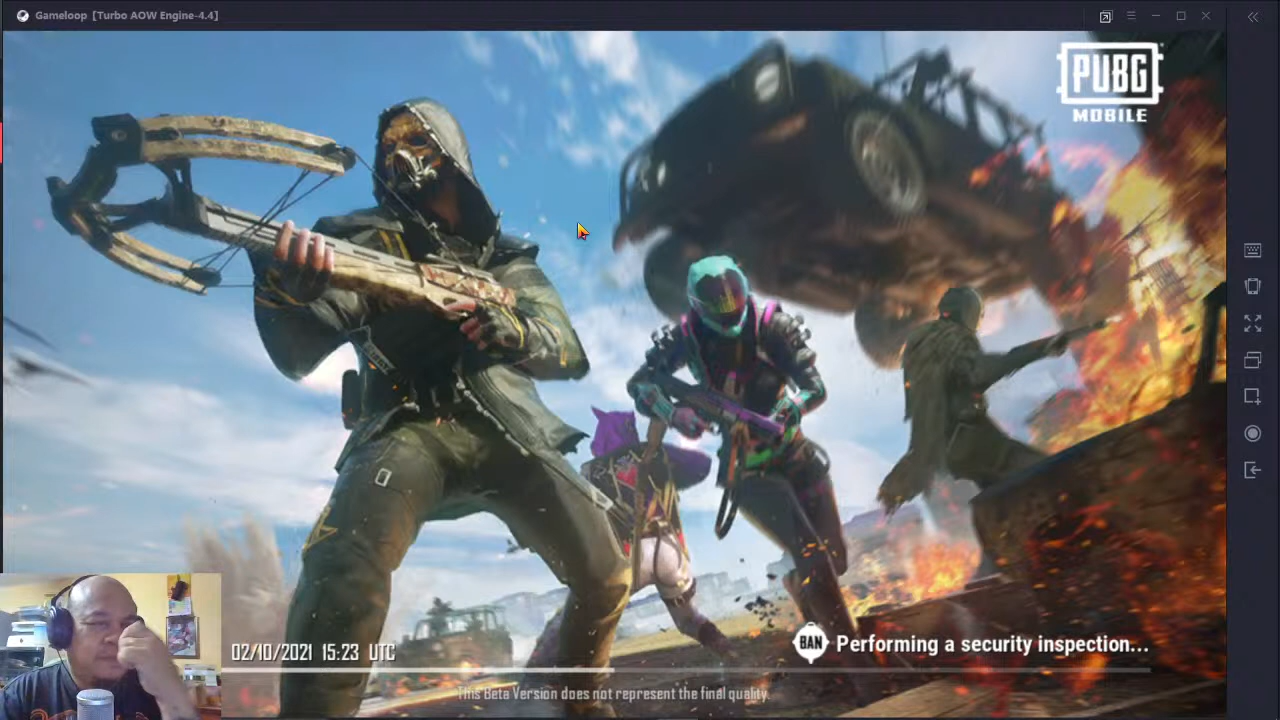 Gameloop [Turbo AOW Engine-4.4]
PUBG
MOBILE
02/10/2021 15:23 UTC
BAN Performing a security inspection...
This Beta Version does not represent the final quality.